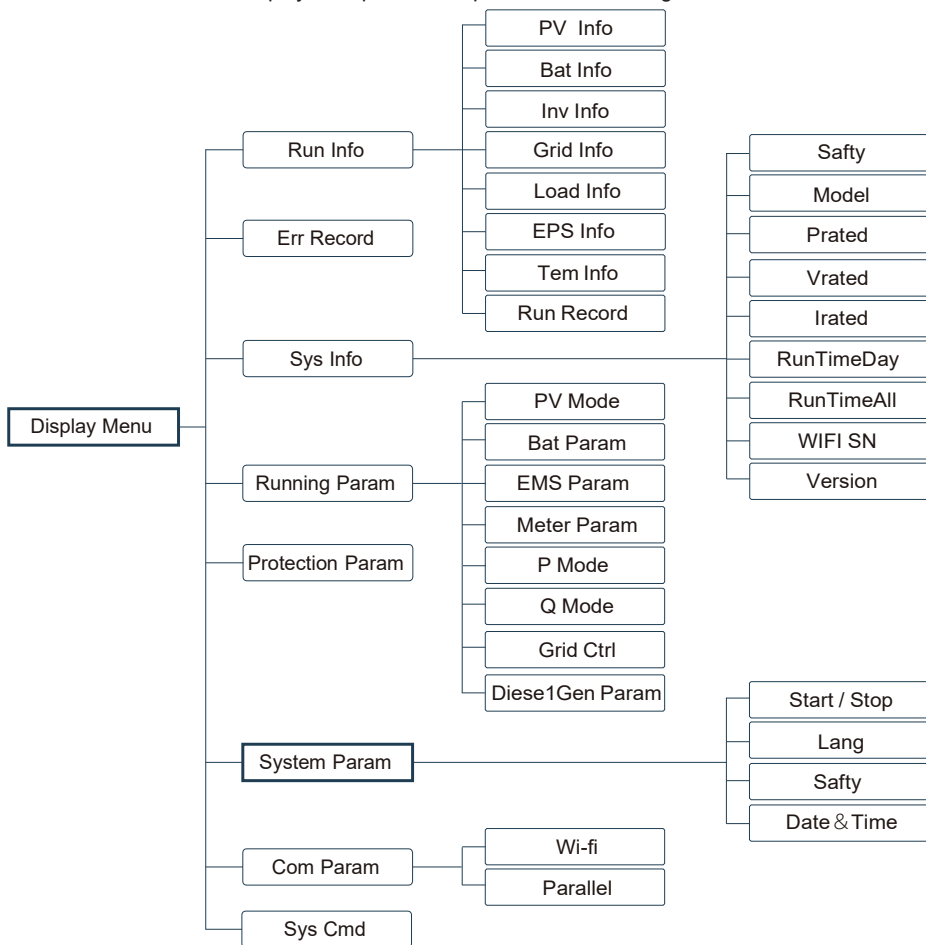 PV Info
Bat Info
Inv Info
Run Info
Grid Info
Load Info
Err Record
EPS Info
Tem Info
Run Record
Safty
Model
Prated
Vrated
Irated
Sys Info
RunTimeDay
RunTimeAll
WIFI SN
Version
Display Menu
PV Mode
Bat Param
Running Param
EMS Param
Meter Param
Protection Param
P Mode
Q Mode
Grid Ctrl
Diese1Gen Param
Start / Stop
Lang
System Param
Safty
Date＆Time
Wi-fi
Com Param
Parallel
Sys Cmd